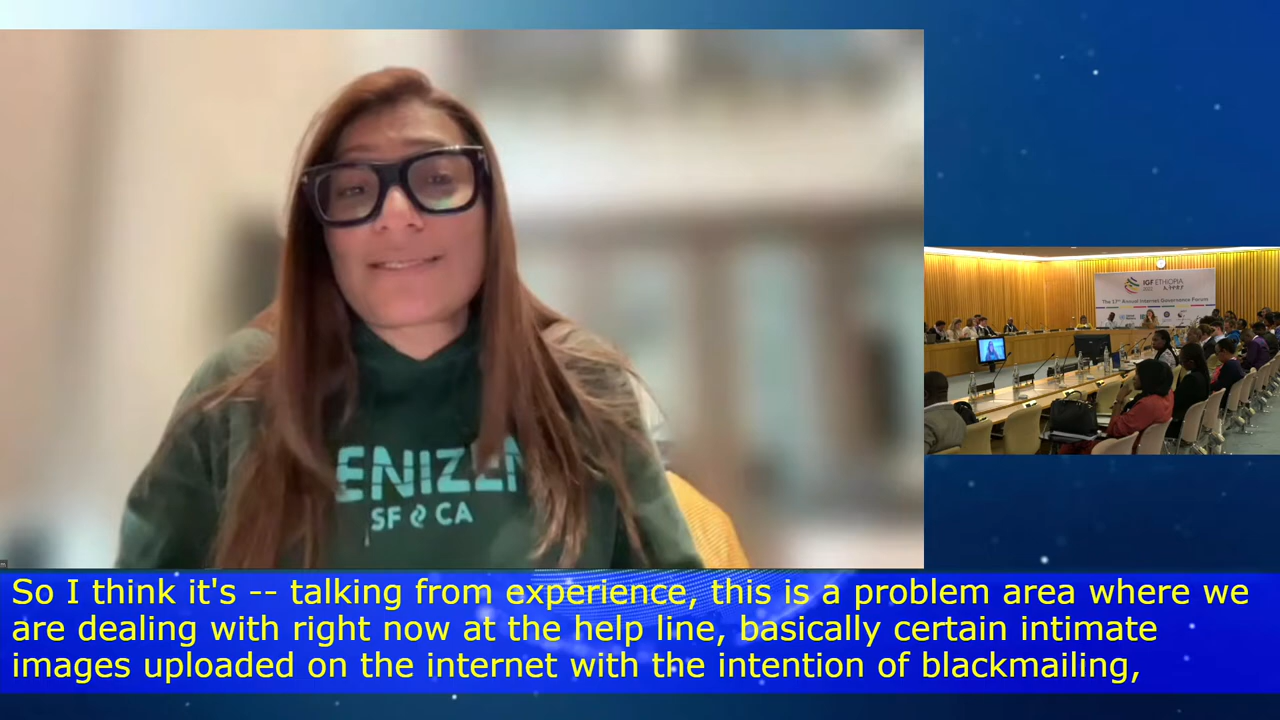 ENIZEN
SF CA
IGF ETHIOPIA
2022
The 17th Annual Internet Governance Forum
So I think it's -- talking from experience, this is a problem area where we
are dealing with right now at the help line, basically certain intimate
images uploaded on the internet with the intention of blackmailing,